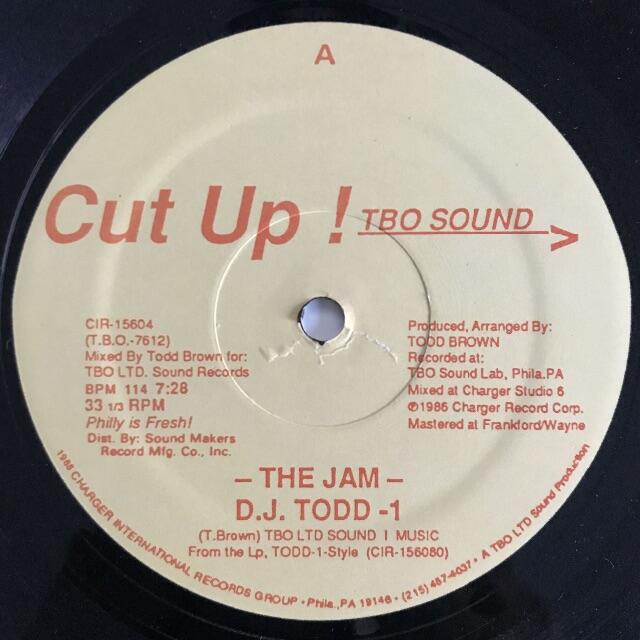 A
Cut Up !
TBO SOUND >
CIR-15604
(T.B.O.-7612)
Mixed By Todd Brown for:
TBO LTD. Sound Records
BPM 114 7:28
33 1/3 RPM
Philly is Fresh!
Dist. By: Sound Makers
Record Mfg. Co., Inc.
Produced, Arranged By:
TODD BROWN
Recorded at:
TBO Sound Lab, Phila.PA
Mixed at Charger Studio 6
℗1986 Charger Record Corp.
Mastered at Frankford/Wayne
– THE JAM –
D.J. TODD -1
(T.Brown) TBO LTD SOUND I MUSIC
From the Lp, TODD-1-Style (CIR-156080)
1986 CHARGER INTERNATIONAL RECORDS GROUP • Phila., PA 19146 • (215) 457-4037 • A TBO LTD Sound Production